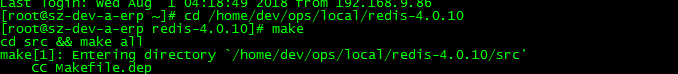 Last login: Wed Aug  1 04:18:49 2018 from 192.168.9.86
[root@sz-dev-a-erp ~]# cd /home/dev/ops/local/redis-4.0.10
[root@sz-dev-a-erp redis-4.0.10]# make
cd src && make all
make[1]: Entering directory `/home/dev/ops/local/redis-4.0.10/src'
    CC Makefile.dep